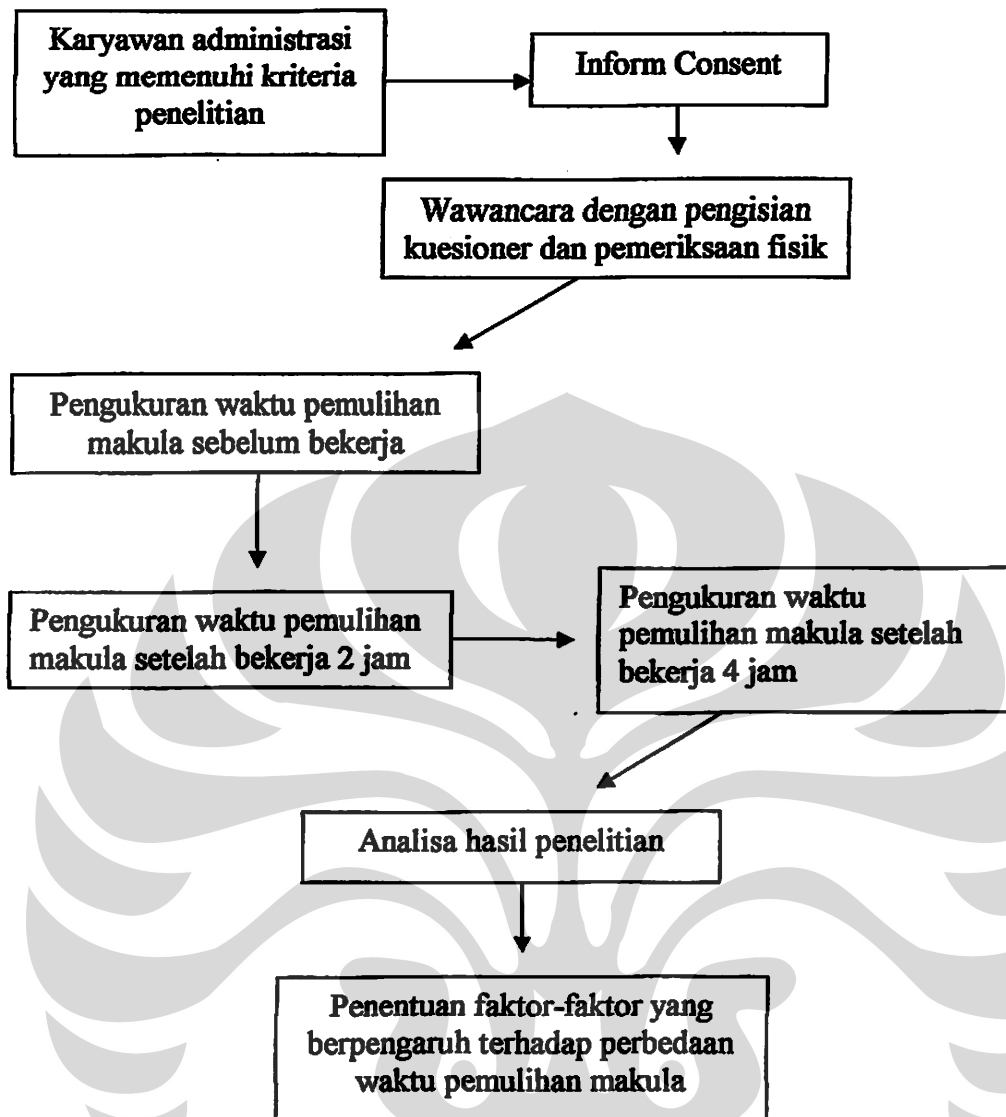 Karyawan administrasi
yang memenuhi kriteria
penelitian
Inform Consent
Wawancara dengan pengisian
kuesioner dan pemeriksaan fisik
Pengukuran waktu pemulihan
makula sebelum bekerja
Pengukuran waktu pemulihan
makula setelah bekerja 2 jam
Pengukuran waktu
pemulihan makula setelah
bekerja 4 jam
Analisa hasil penelitian
Penentuan faktor-faktor yang
berpengaruh terhadap perbedaan
waktu pemulihan makula